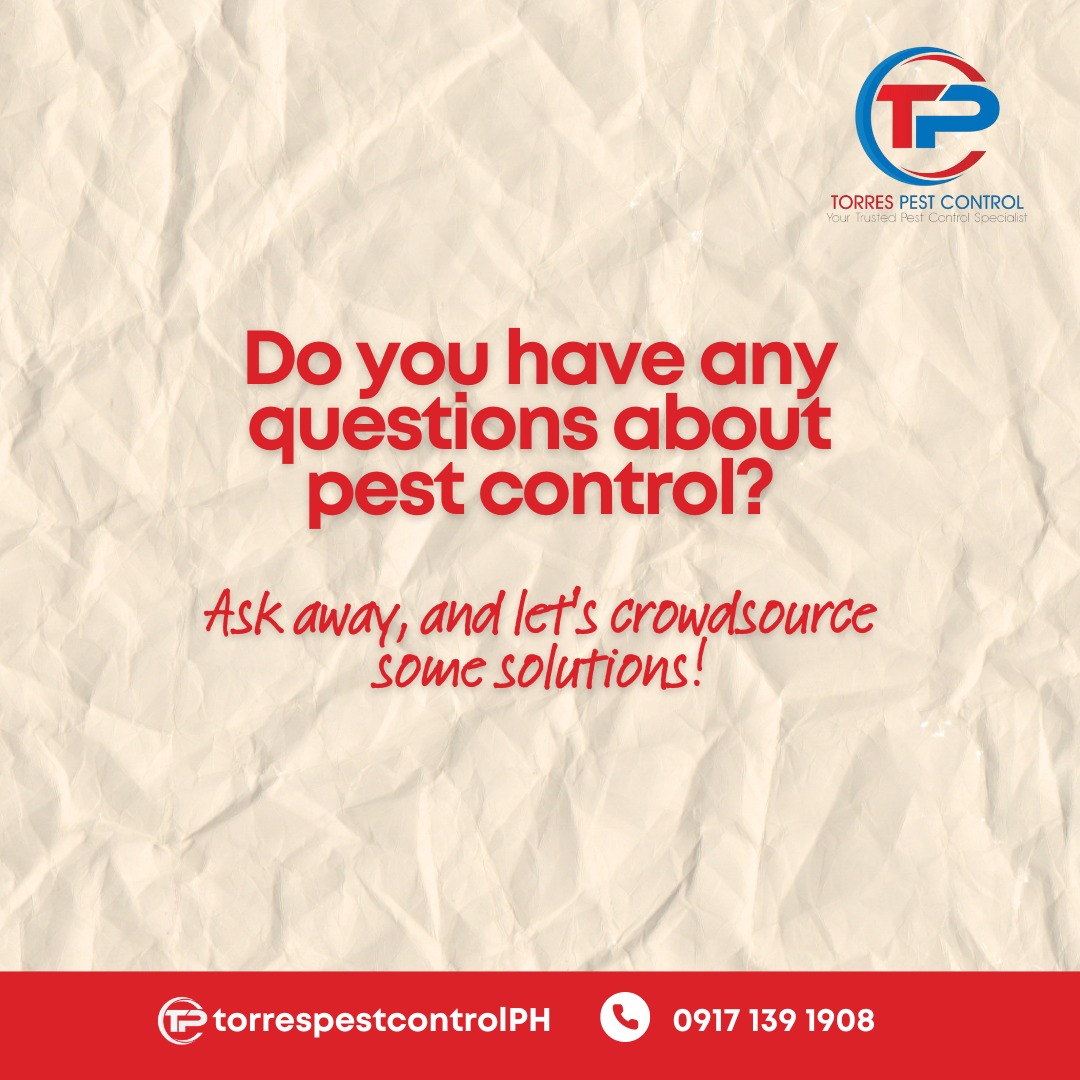 TP
TORRES PEST CONTROL
Your Trusted Pest Control Specialist
Do you have any
questions about
pest control?
Ask away, and let's crowdsource
some solutions!
TP torrespestcontrolPH 0917 139 1908